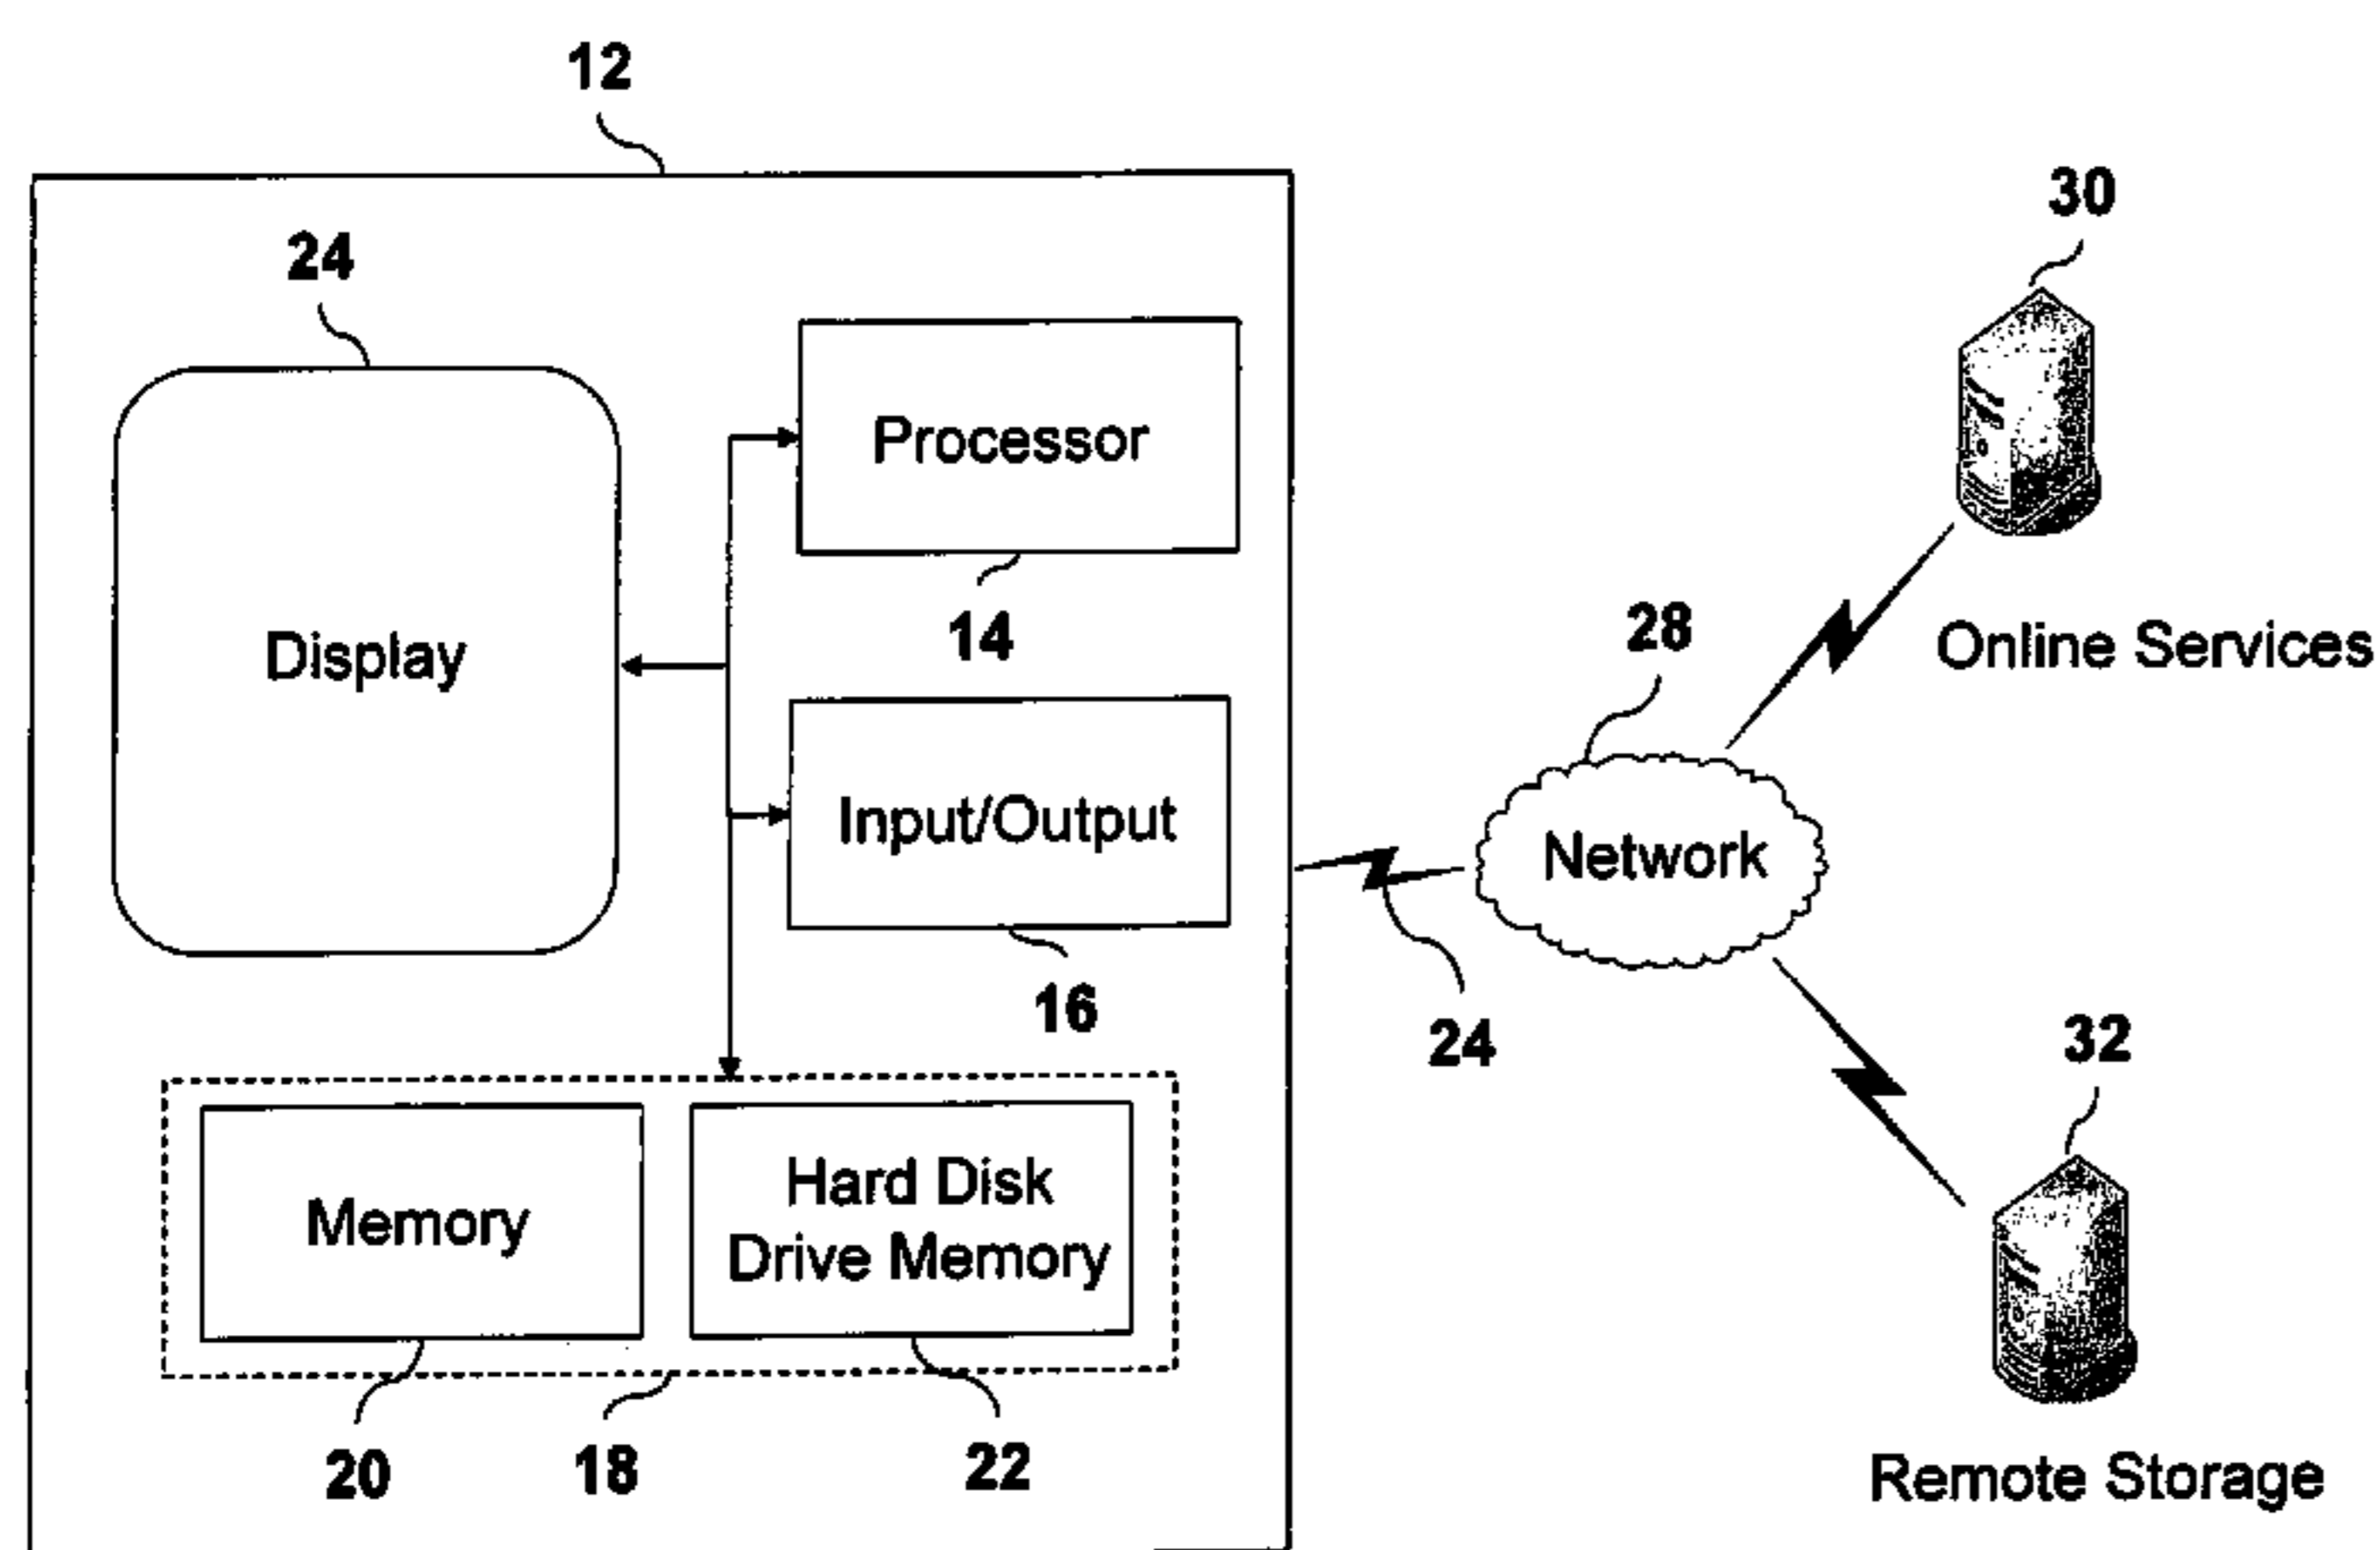 12
30
24
Processor
14
Display
28
Online Services
Input/Output
Network
16
24
32
Memory
Hard Disk
Drive Memory
20
18
22
Remote Storage